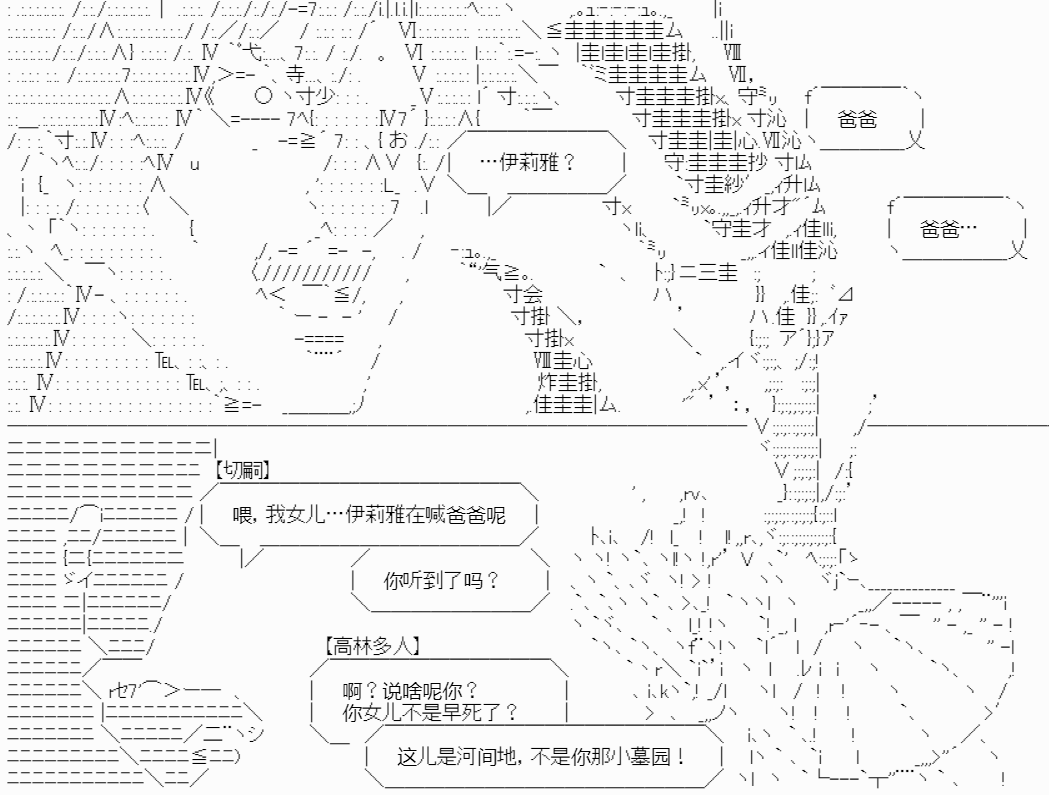 爸爸
…伊莉雅？
爸爸…
【切嗣】
喂，我女儿…伊莉雅在喊爸爸呢
你听到了吗？
【高林多人】
啊？说啥呢你？
你女儿不是早死了？
这儿是河间地，不是你那小墓园！